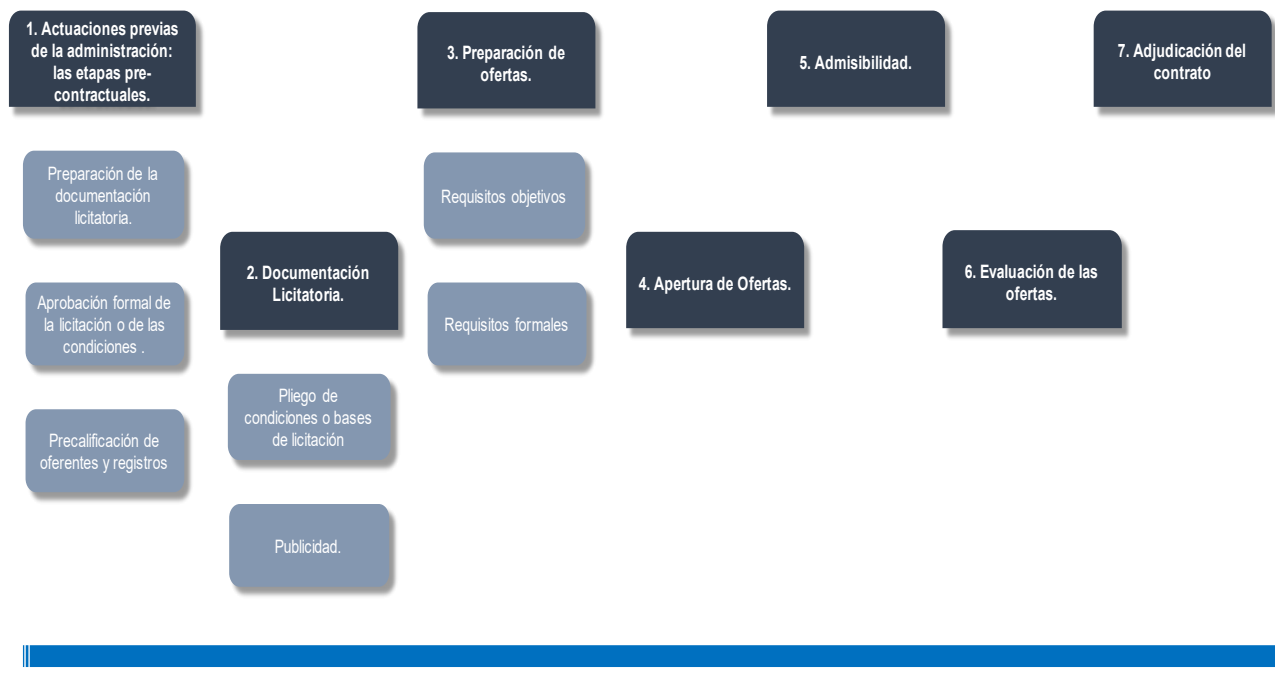 1. Actuaciones previas
de la administración:
las etapas pre-
contractuales.
Preparación de la
documentación
licitatoria.
Aprobación formal de
la licitación o de las
condiciones .
Precalificación de
oferentes y registros
2. Documentación
Licitatoria.
Pliego de
condiciones o bases
de licitación
Publicidad.
3. Preparación de
ofertas.
Requisitos objetivos
Requisitos formales
4. Apertura de Ofertas.
5. Admisibilidad.
6. Evaluación de las
ofertas.
7. Adjudicación del
contrato